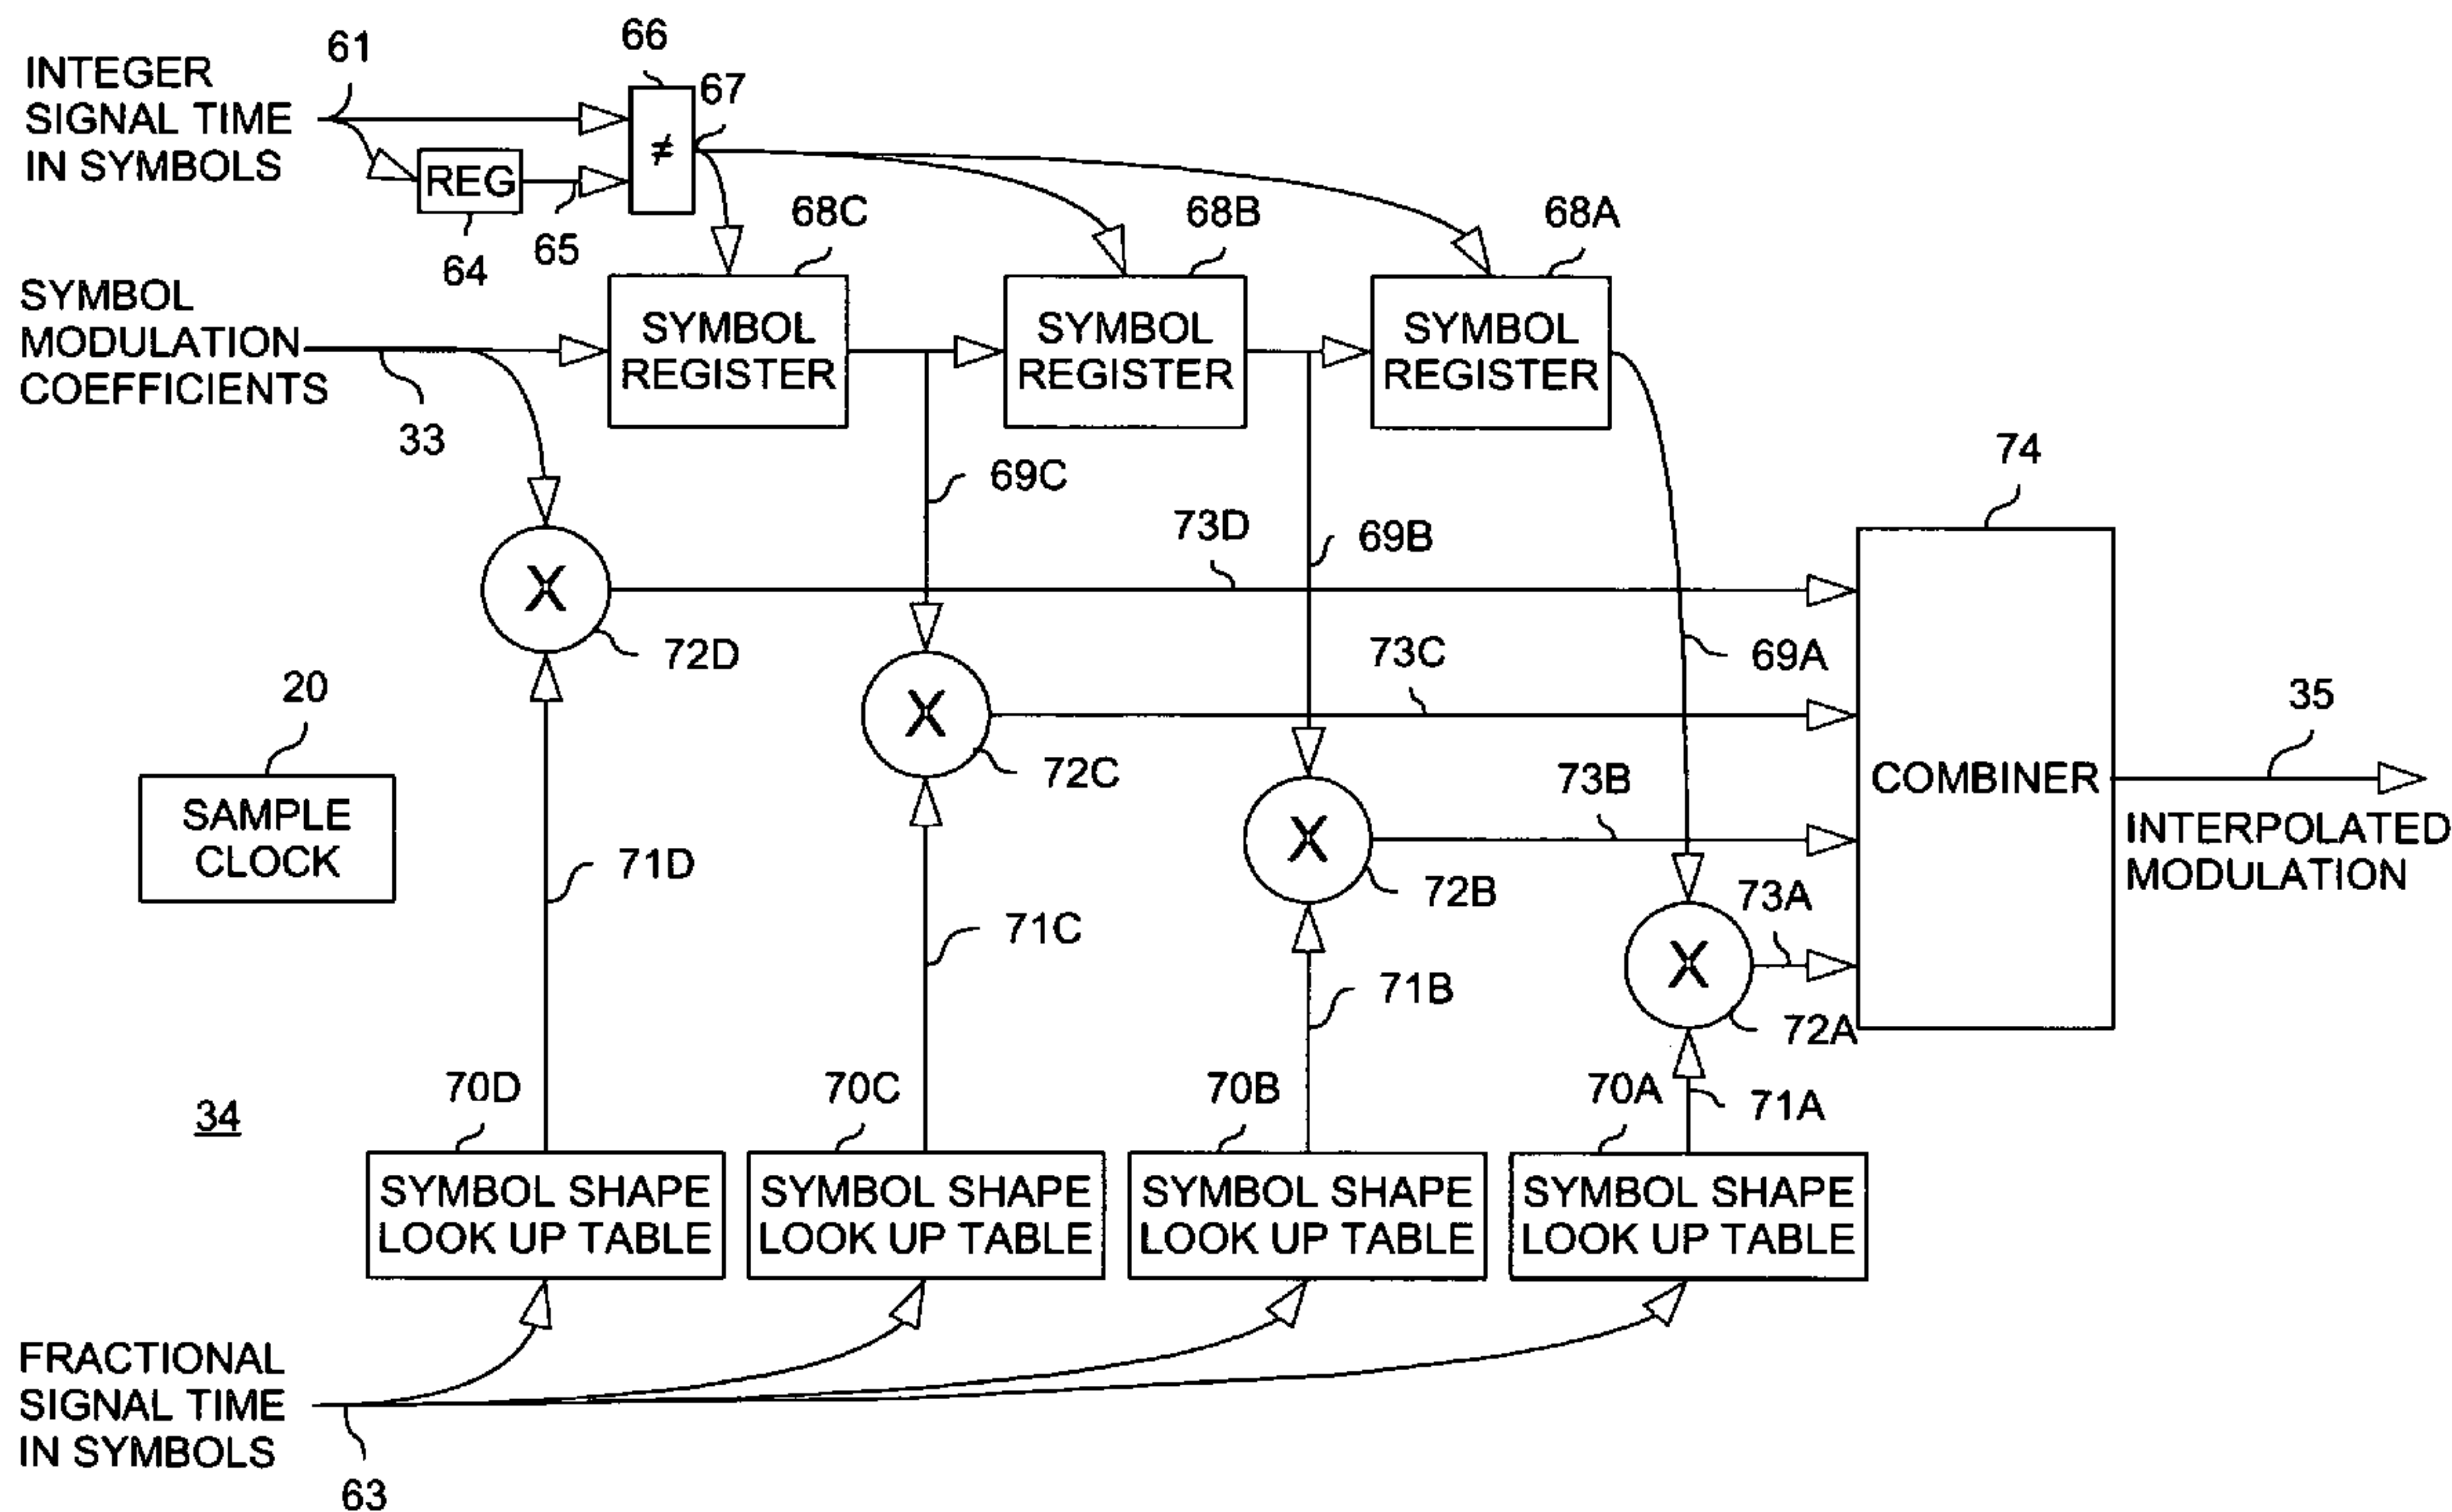 61
66
67
INTEGER
SIGNAL TIME
IN SYMBOLS
≠
REG
64
65
68C
68B
68A
SYMBOL
MODULATION
COEFFICIENTS
33
SYMBOL
REGISTER
SYMBOL
REGISTER
SYMBOL
REGISTER
69C
69B
69A
74
73D
X
72D
73C
X
72C
20
SAMPLE
CLOCK
COMBINER
35
INTERPOLATED
MODULATION
73B
X
72B
73A
X
72A
71D
71C
71B
71A
34
70D
70C
70B
70A
SYMBOL SHAPE
LOOK UP TABLE
SYMBOL SHAPE
LOOK UP TABLE
SYMBOL SHAPE
LOOK UP TABLE
SYMBOL SHAPE
LOOK UP TABLE
FRACTIONAL
SIGNAL TIME
IN SYMBOLS
63